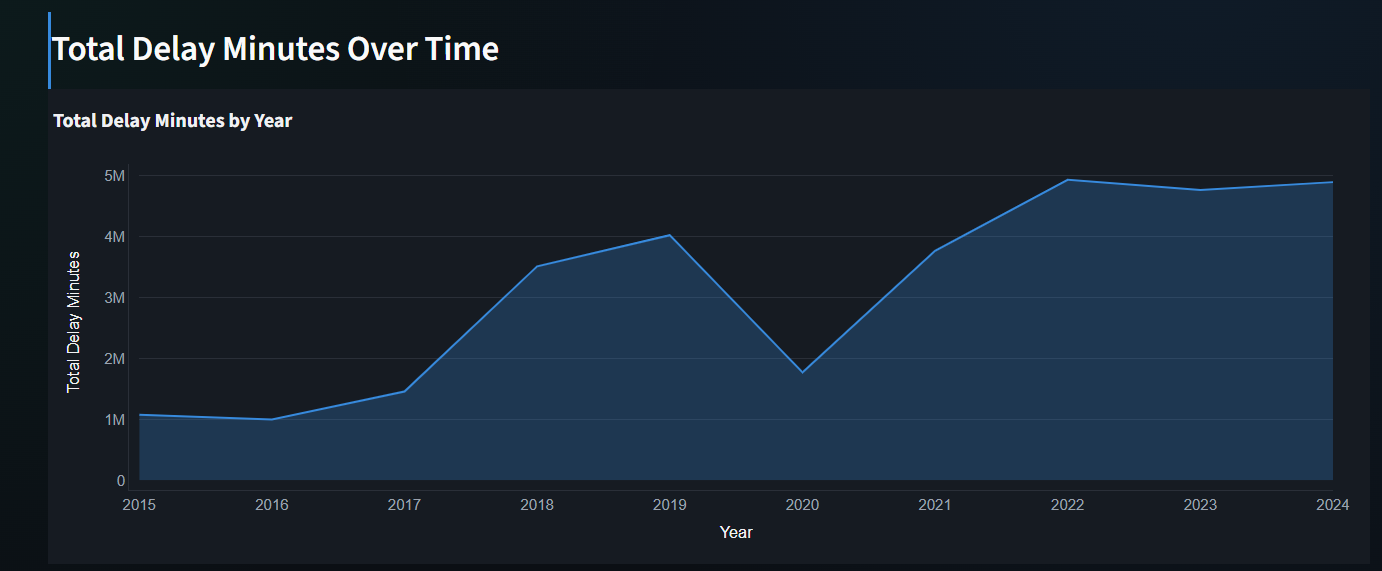 Total Delay Minutes Over Time
Total Delay Minutes by Year
5M
4M
3M
2M
1M
0
Total Delay Minutes
2015 2016 2017 2018 2019 2020 2021 2022 2023 2024
Year